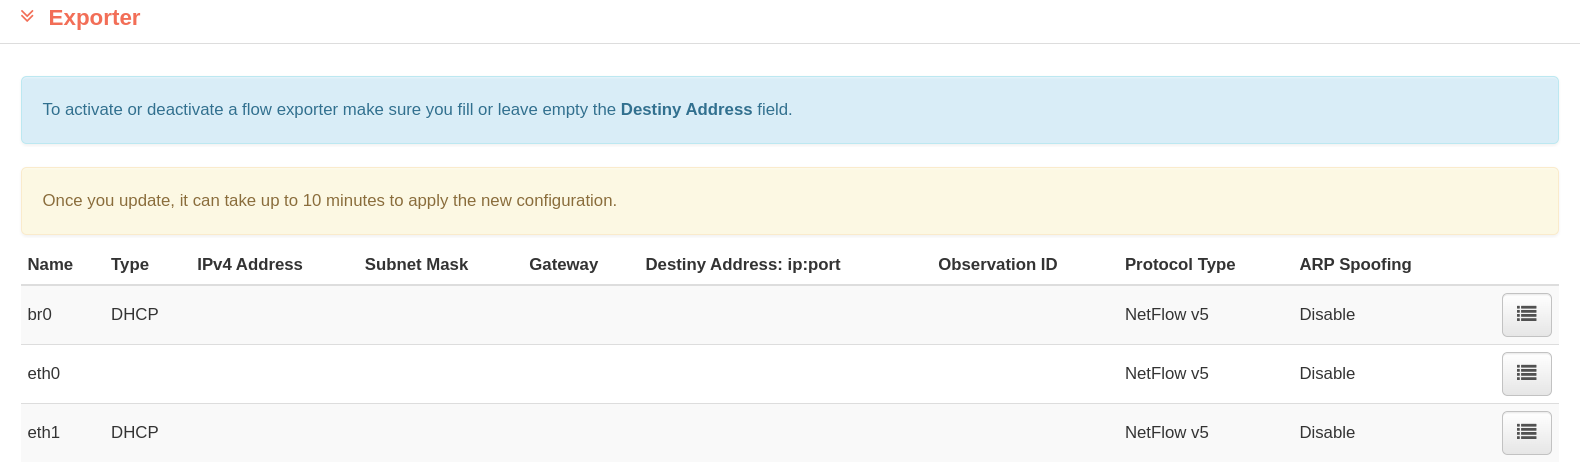 Exporter
To activate or deactivate a flow exporter make sure you fill or leave empty the Destiny Address field.
Once you update, it can take up to 10 minutes to apply the new configuration.
Name Type IPv4 Address Subnet Mask Gateway Destiny Address: ip:port Observation ID Protocol Type ARP Spoofing
br0 DHCP NetFlow v5 Disable
eth0 NetFlow v5 Disable
eth1 DHCP NetFlow v5 Disable